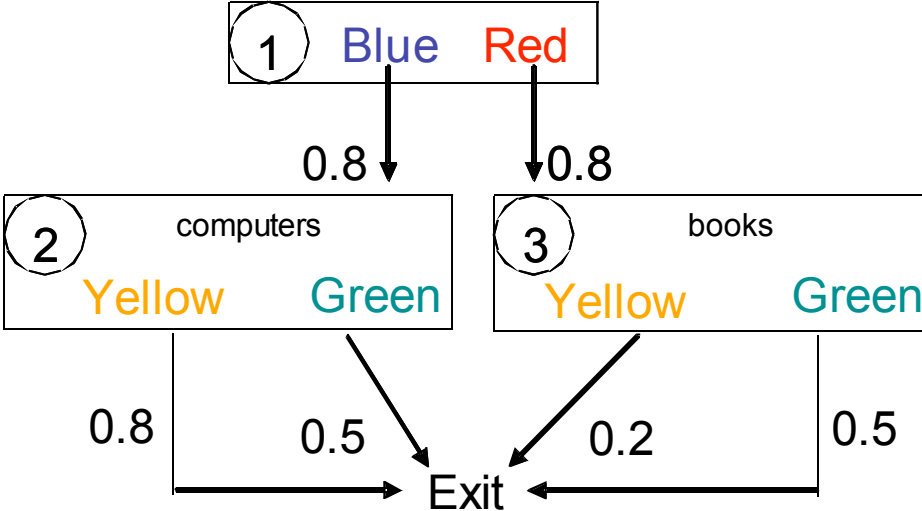 1 Blue Red
0.8 0.8
2 computers
Yellow Green
3 books
Yellow Green
0.8 0.5 0.2 0.5
Exit